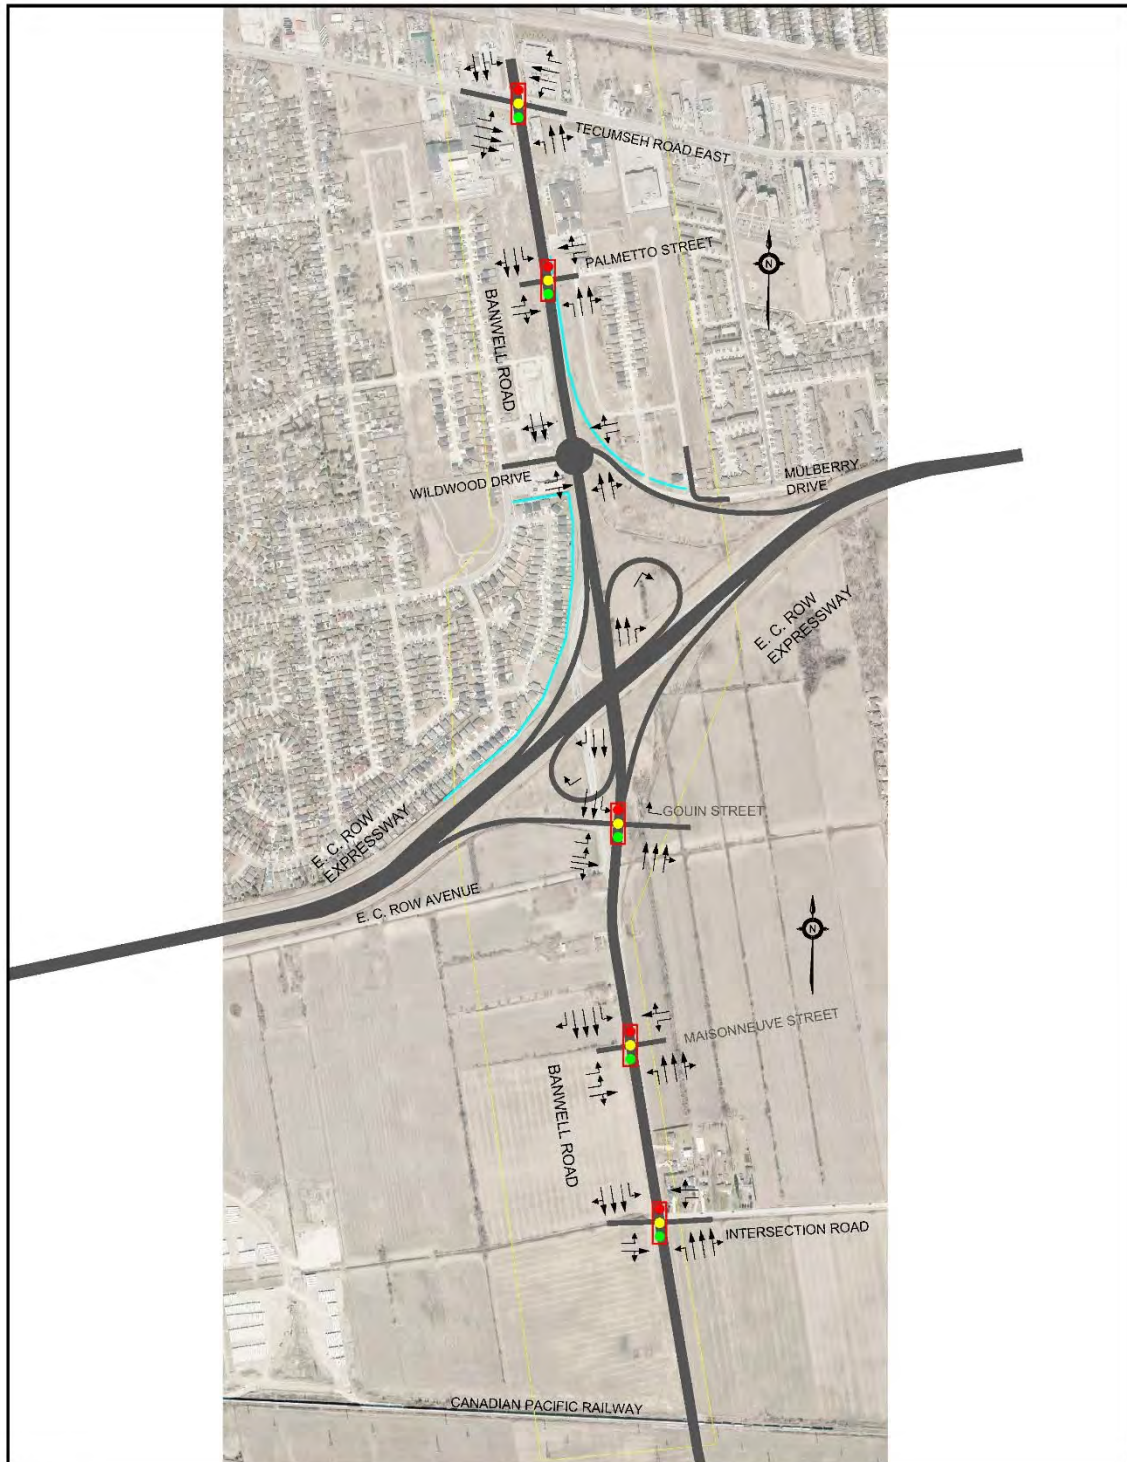 TECUMSEH ROAD EAST
PALMETTO STREET
N
BANWELL ROAD
WILDWOOD DRIVE
MULBERRY
DRIVE
E. C. ROW
EXPRESSWAY
GOUIN STREET
E. C. ROW
EXPRESSWAY
E. C. ROW AVENUE
N
MAISONNEUVE STREET
BANWELL ROAD
INTERSECTION ROAD
CANADIAN PACIFIC RAILWAY